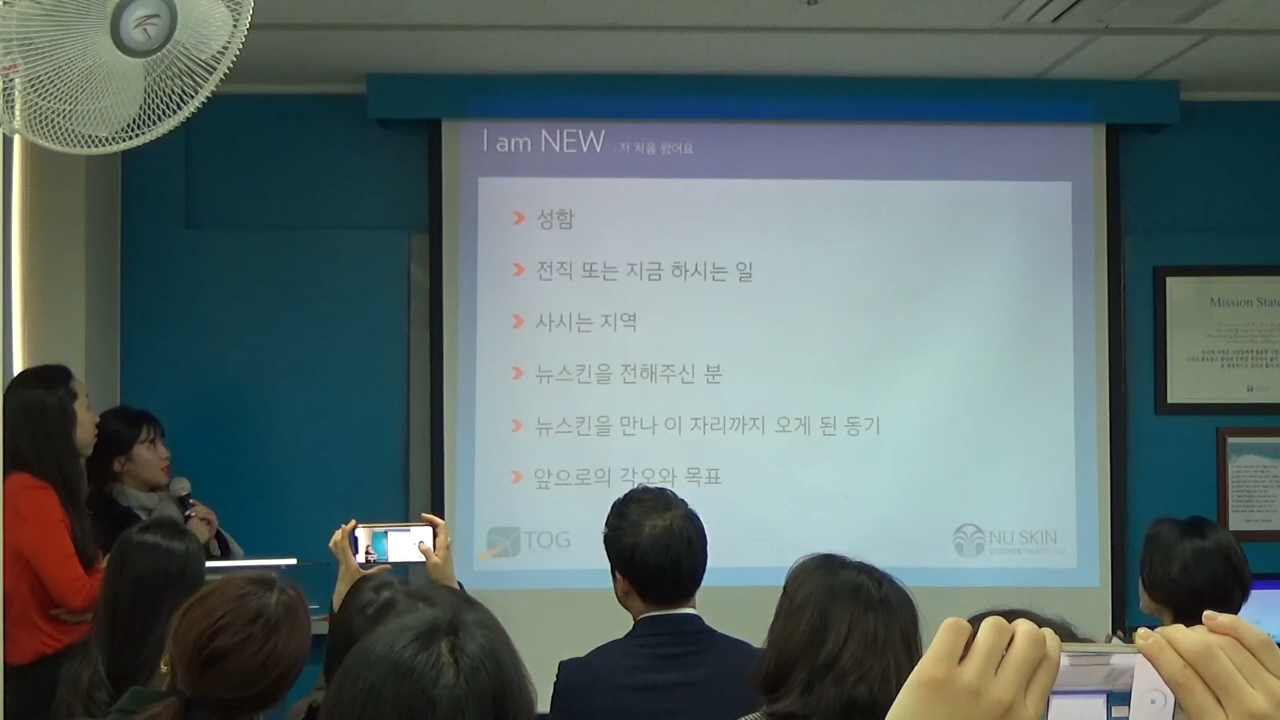 I am NEW - 저 처음 왔어요
성함
전직 또는 지금 하시는 일
사시는 지역
뉴스킨을 전해주신 분
뉴스킨을 만나 이 자리까지 오게 된 동기
앞으로의 각오와 목표
TOG
NU SKIN
Mission